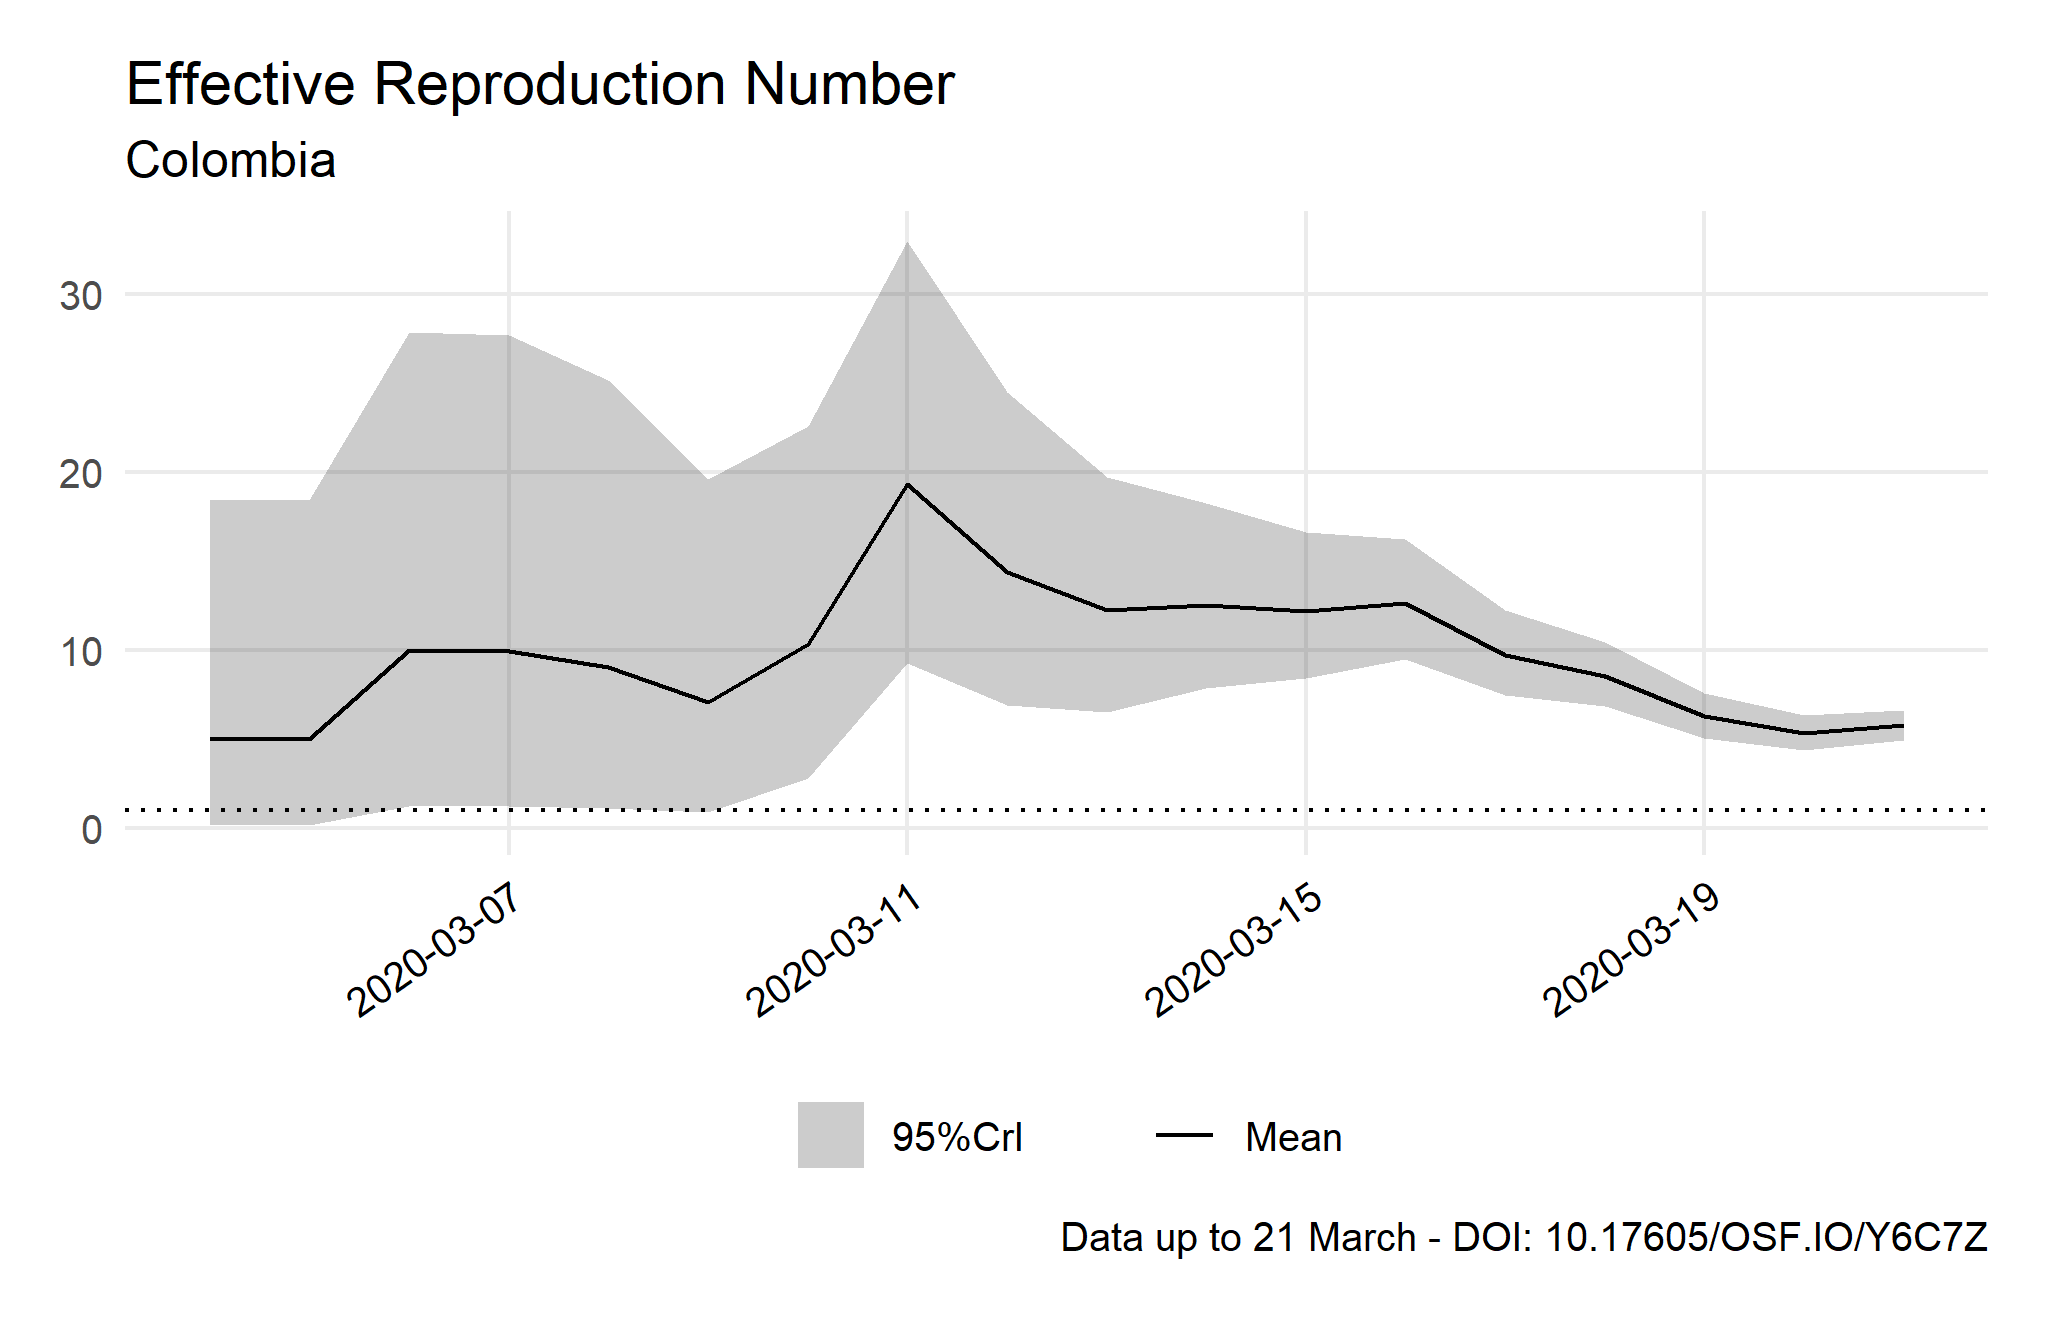 Effective Reproduction Number
Colombia
30
20
10
0
2020-03-07
2020-03-11
2020-03-15
2020-03-19
95%CrI
Mean
Data up to 21 March - DOI: 10.17605/OSF.IO/Y6C7Z